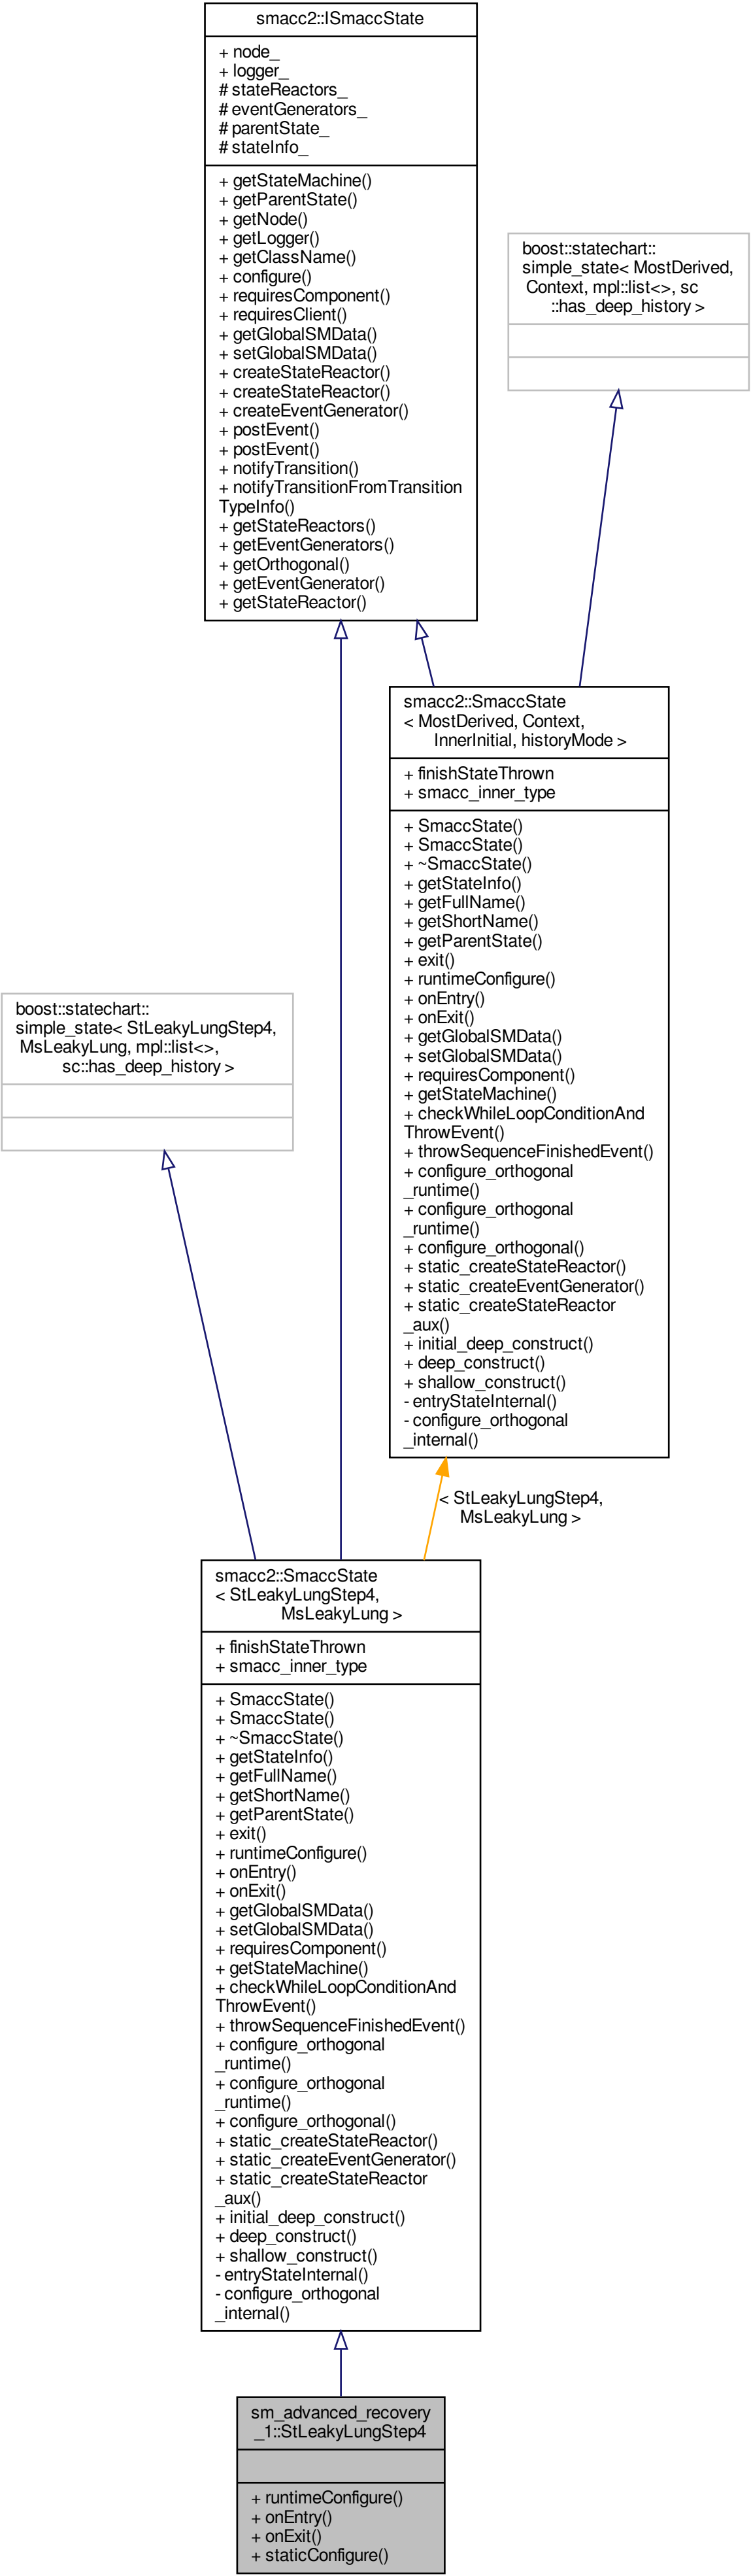 smacc2::ISmaccState
+ node_
+ logger_
# stateReactors_
# eventGenerators_
# parentState_
# stateInfo_
+ getStateMachine()
+ getParentState()
+ getNode()
+ getLogger()
+ getClassName()
+ configure()
+ requiresComponent()
+ requiresClient()
+ getGlobalSMData()
+ setGlobalSMData()
+ createStateReactor()
+ createStateReactor()
+ createEventGenerator()
+ postEvent()
+ postEvent()
+ notifyTransition()
+ notifyTransitionFromTransition
TypeInfo()
+ getStateReactors()
+ getEventGenerators()
+ getOrthogonal()
+ getEventGenerator()
+ getStateReactor()
boost::statechart::
simple_state< MostDerived,
Context, mpl::list<>, sc
::has_deep_history >
smacc2::SmaccState
< MostDerived, Context,
InnerInitial, historyMode >
+ finishStateThrown
+ smacc_inner_type
+ SmaccState()
+ SmaccState()
+ ~SmaccState()
+ getStateInfo()
+ getFullName()
+ getShortName()
+ getParentState()
+ exit()
+ runtimeConfigure()
+ onEntry()
+ onExit()
+ getGlobalSMData()
+ setGlobalSMData()
+ requiresComponent()
+ getStateMachine()
+ checkWhileLoopConditionAnd
ThrowEvent()
+ throwSequenceFinishedEvent()
+ configure_orthogonal
_runtime()
+ configure_orthogonal
_runtime()
+ configure_orthogonal()
+ static_createStateReactor()
+ static_createEventGenerator()
+ static_createStateReactor
_aux()
+ initial_deep_construct()
+ deep_construct()
+ shallow_construct()
- entryStateInternal()
- configure_orthogonal
_internal()
boost::statechart::
simple_state< StLeakyLungStep4,
MsLeakyLung, mpl::list<>,
sc::has_deep_history >
< StLeakyLungStep4,
MsLeakyLung >
smacc2::SmaccState
< StLeakyLungStep4,
MsLeakyLung >
+ finishStateThrown
+ smacc_inner_type
+ SmaccState()
+ SmaccState()
+ ~SmaccState()
+ getStateInfo()
+ getFullName()
+ getShortName()
+ getParentState()
+ exit()
+ runtimeConfigure()
+ onEntry()
+ onExit()
+ getGlobalSMData()
+ setGlobalSMData()
+ requiresComponent()
+ getStateMachine()
+ checkWhileLoopConditionAnd
ThrowEvent()
+ throwSequenceFinishedEvent()
+ configure_orthogonal
_runtime()
+ configure_orthogonal
_runtime()
+ configure_orthogonal()
+ static_createStateReactor()
+ static_createEventGenerator()
+ static_createStateReactor
_aux()
+ initial_deep_construct()
+ deep_construct()
+ shallow_construct()
- entryStateInternal()
- configure_orthogonal
_internal()
sm_advanced_recovery
_1::StLeakyLungStep4
+ runtimeConfigure()
+ onEntry()
+ onExit()
+ staticConfigure()